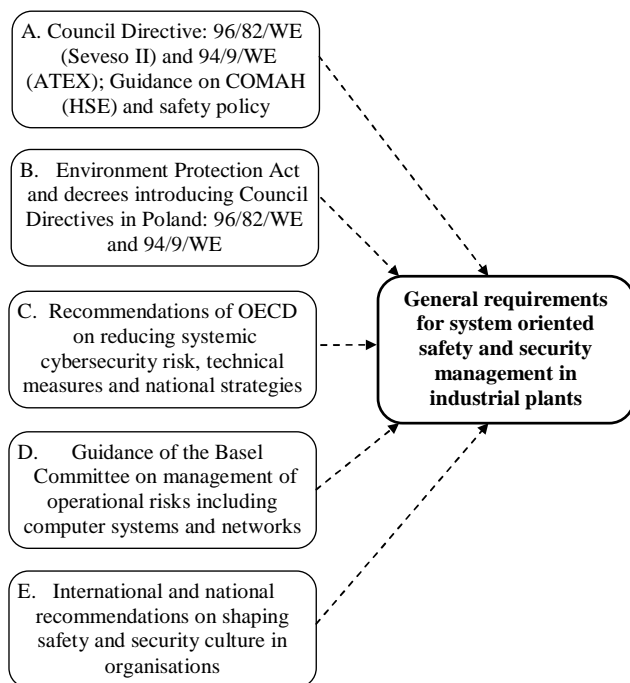 A. Council Directive: 96/82/WE
(Seveso II) and 94/9/WE
(ATEX); Guidance on COMAH
(HSE) and safety policy
B. Environment Protection Act
and decrees introducing Council
Directives in Poland: 96/82/WE
and 94/9/WE
C. Recommendations of OECD
on reducing systemic
cybersecurity risk, technical
measures and national strategies
D. Guidance of the Basel
Committee on management of
operational risks including
computer systems and networks
E. International and national
recommendations on shaping
safety and security culture in
organisations
General requirements
for system oriented
safety and security
management in
industrial plants